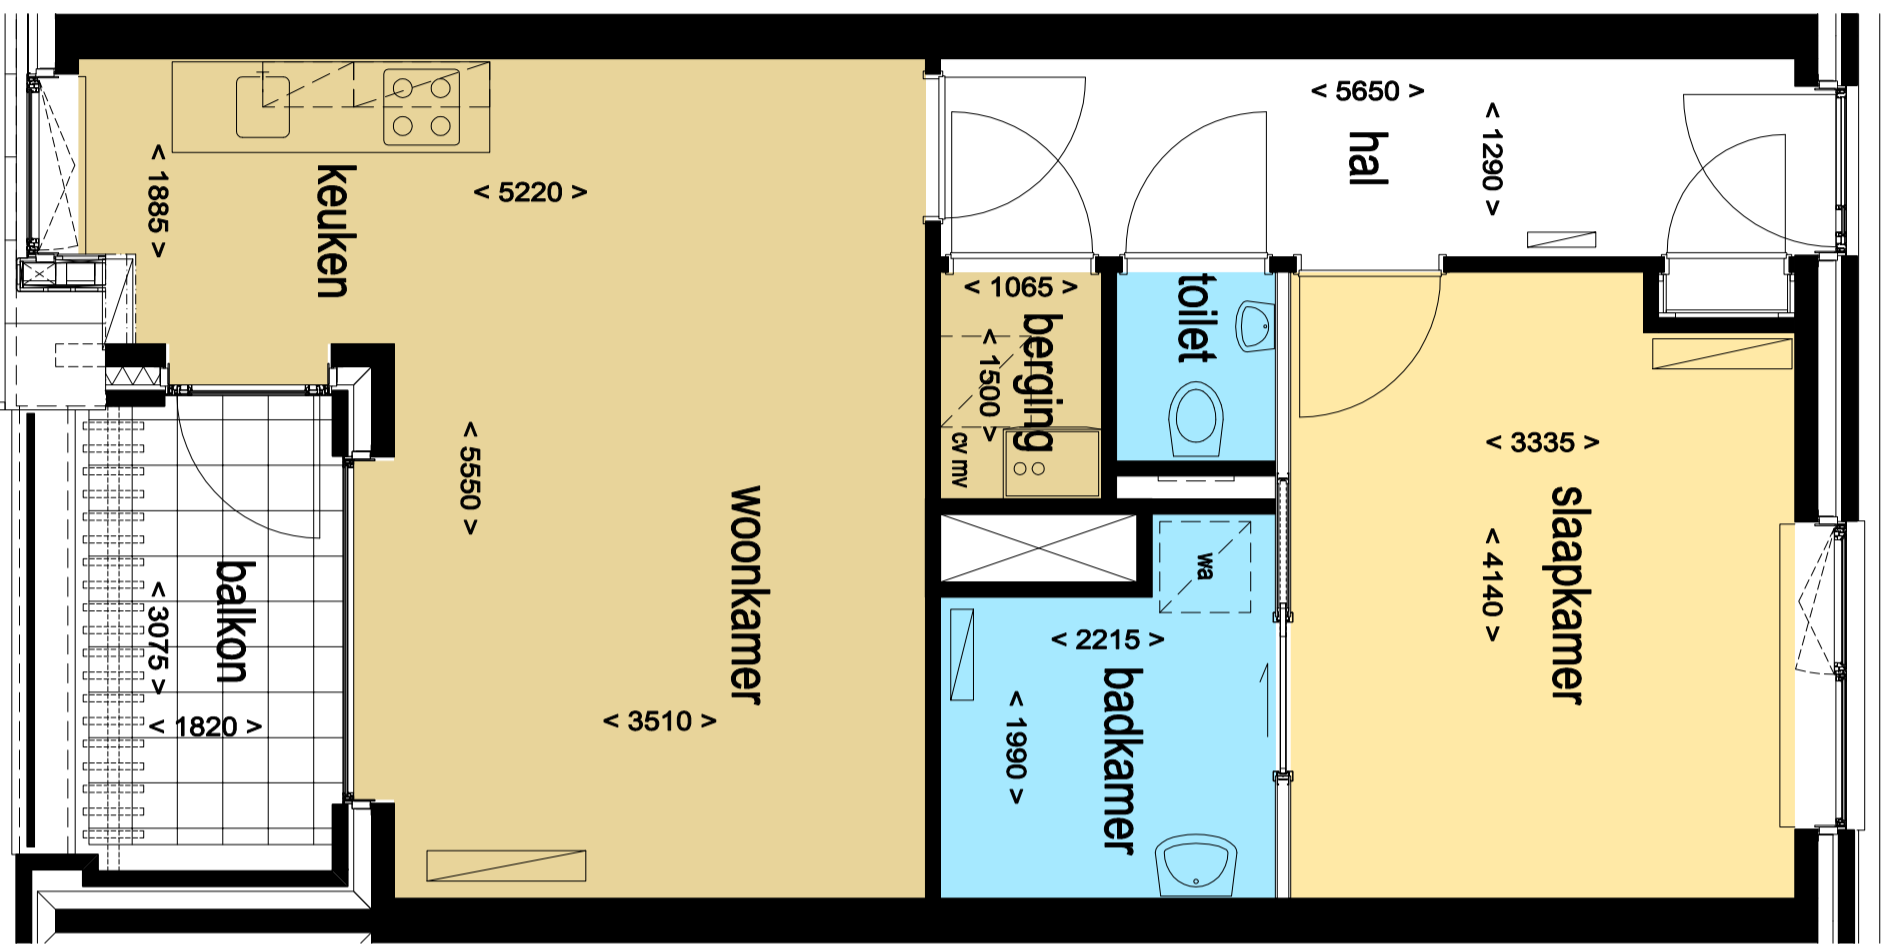 keuken
< 1885 >
< 5220 >
woonkamer
< 5550 >
< 3510 >
balkon
< 3075 >
< 1820 >
hal
< 5650 >
< 1290 >
berging
< 1065 >
< 1500 >
cv mv
toilet
wa
badkamer
< 2215 >
< 1990 >
slaapkamer
< 3335 >
< 4140 >